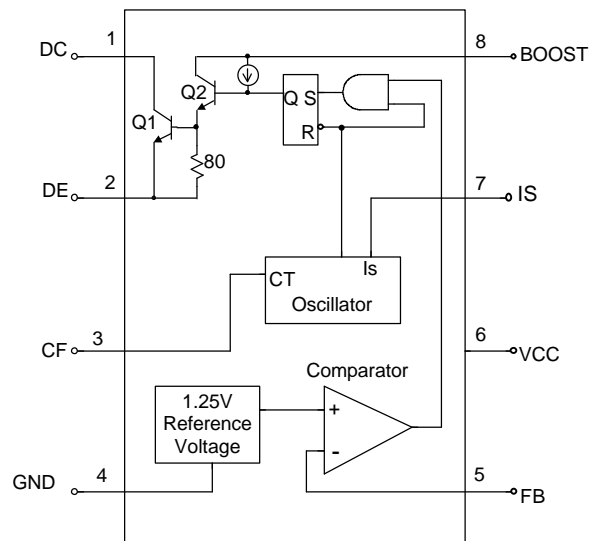 DC
1
8
BOOST
Q2
Q S
Q1
R
80
DE
2
7
IS
Is
CT
Oscillator
CF
3
6
VCC
Comparator
1.25V
Reference
Voltage
+
-
GND
4
5
FB